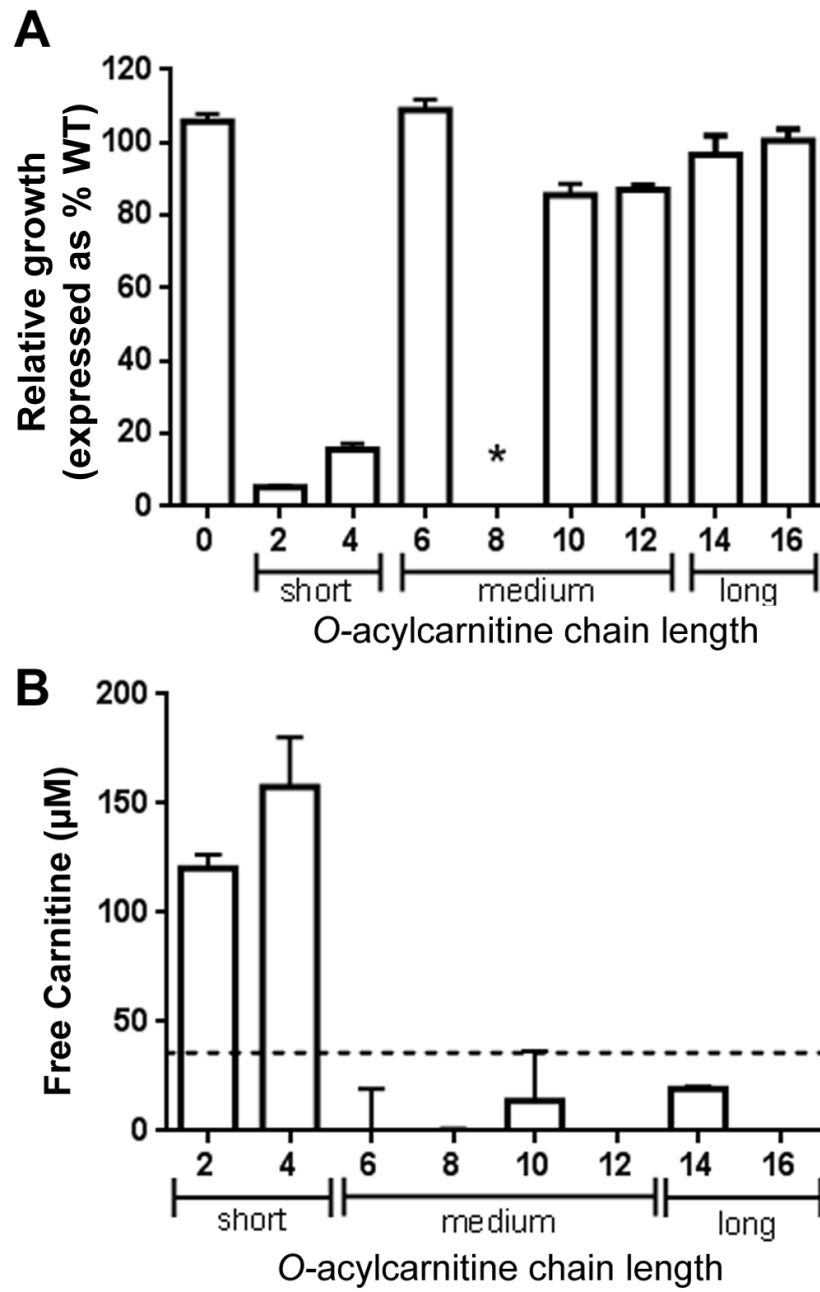 A
Relative growth
(expressed as % WT)
120
100
80
60
40
20
0
*
0 2 4 6 8 10 12 14 16
short medium long
O-acylcarnitine chain length
B
Free Carnitine (µM)
200
150
100
50
0
2 4 6 8 10 12 14 16
short medium long
O-acylcarnitine chain length